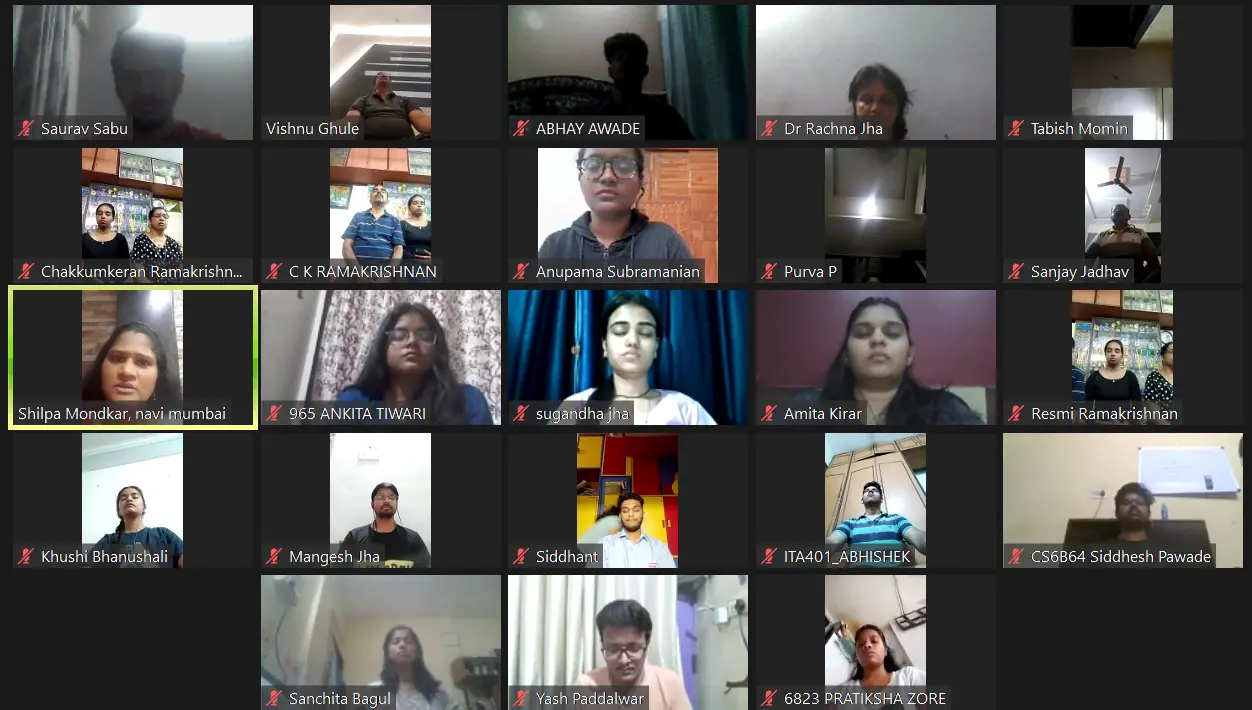 Saurav Sabu
Vishnu Ghule
ABHAY AWADE
Dr Rachna Jha
Tabish Momin
Chakkumkeran Ramakrishn...
C K RAMAKRISHNAN
Anupama Subramanian
Purva P
Sanjay Jadhav
Shilpa Mondkar, navi mumbai
965 ANKITA TIWARI
sugandha jha
Amita Kirar
Resmi Ramakrishnan
Khushi Bhanushali
Mangesh Jha
Siddhant
ITA401_ABHISHEK
CS6B64 Siddhesh Pawade
Sanchita Bagul
Yash Paddalwar
6823 PRATIKSHA ZORE